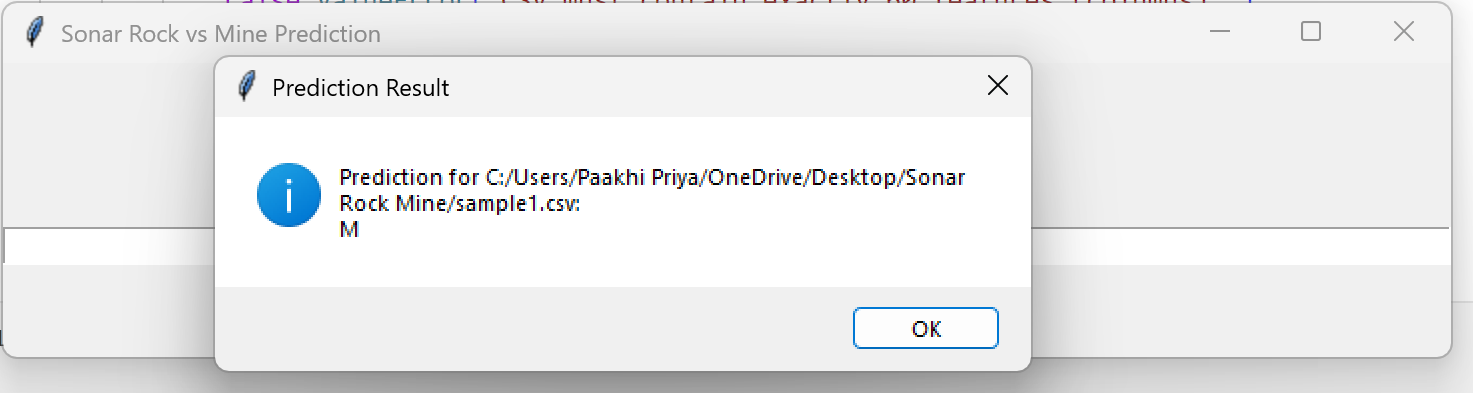 Sonar Rock vs Mine Prediction
Prediction Result
Prediction for C:/Users/Paakhi Priya/OneDrive/Desktop/Sonar
Rock Mine/sample1.csv:
M
OK